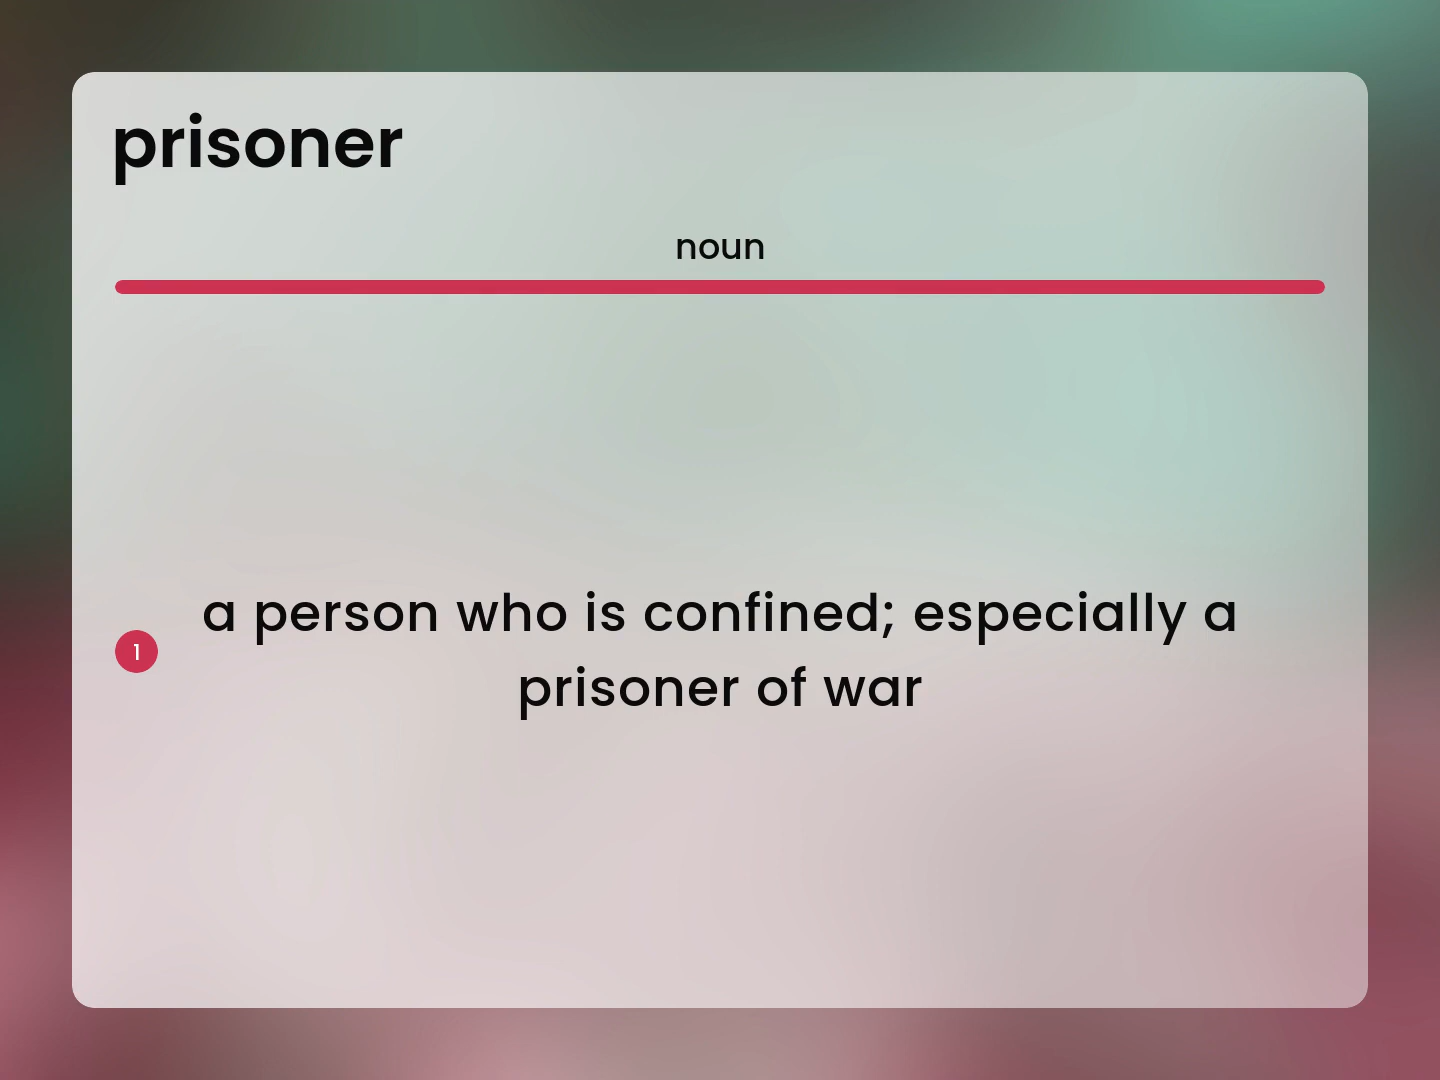 prisoner
noun
1
a person who is confined; especially a
prisoner of war